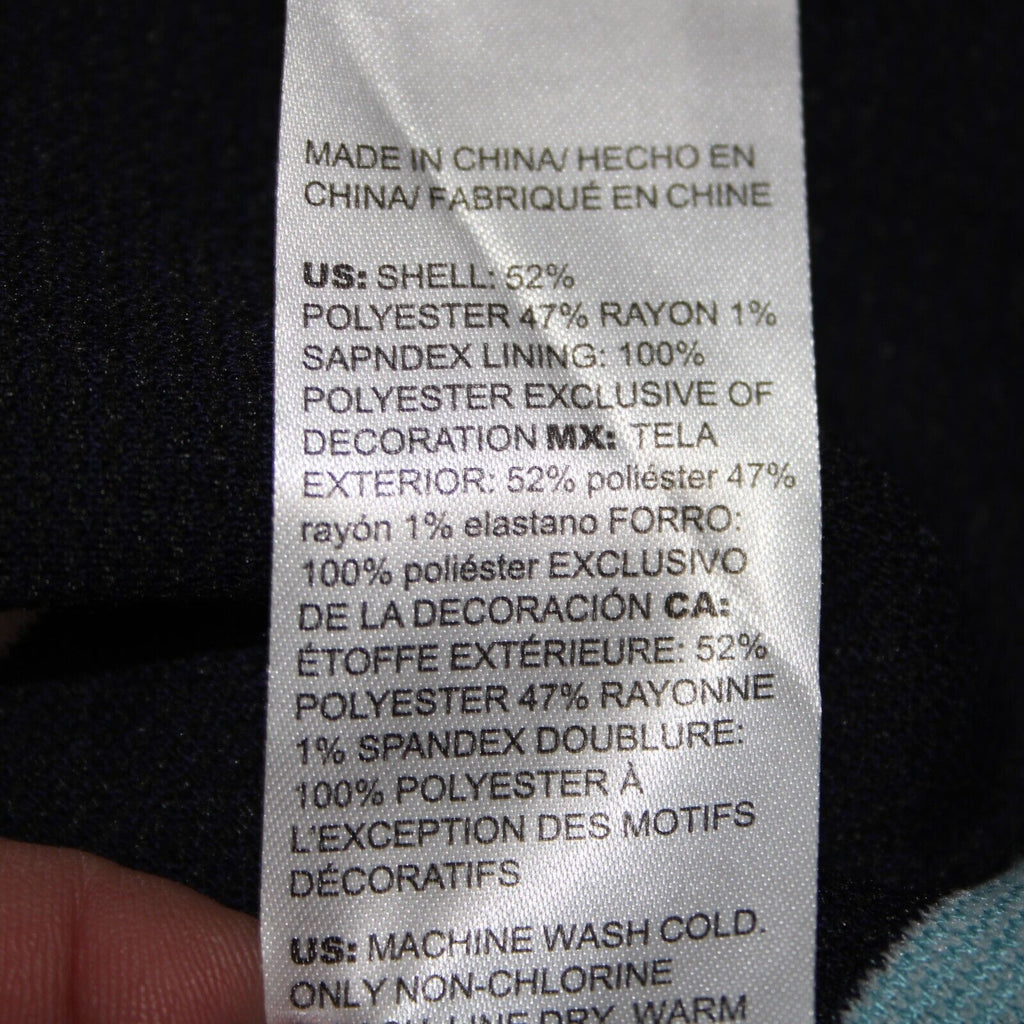 MADE IN CHINA/ HECHO EN
CHINA/ FABRIQUÉ EN CHINE
US: SHELL: 52%
POLYESTER 47% RAYON 1%
SAPNDEX LINING: 100%
POLYESTER EXCLUSIVE OF
DECORATION MX: TELA
EXTERIOR: 52% poliéster 47%
rayón 1% elastano FORRO:
100% poliéster EXCLUSIVO
DE LA DECORACIÓN CA:
ÉTOFFE EXTÉRIEURE: 52%
POLYESTER 47% RAYONNE
1% SPANDEX DOUBLURE:
100% POLYESTER À
L'EXCEPTION DES MOTIFS
DÉCORATIFS
US: MACHINE WASH COLD.
ONLY NON-CHLORINE
LINE DRY, WARM